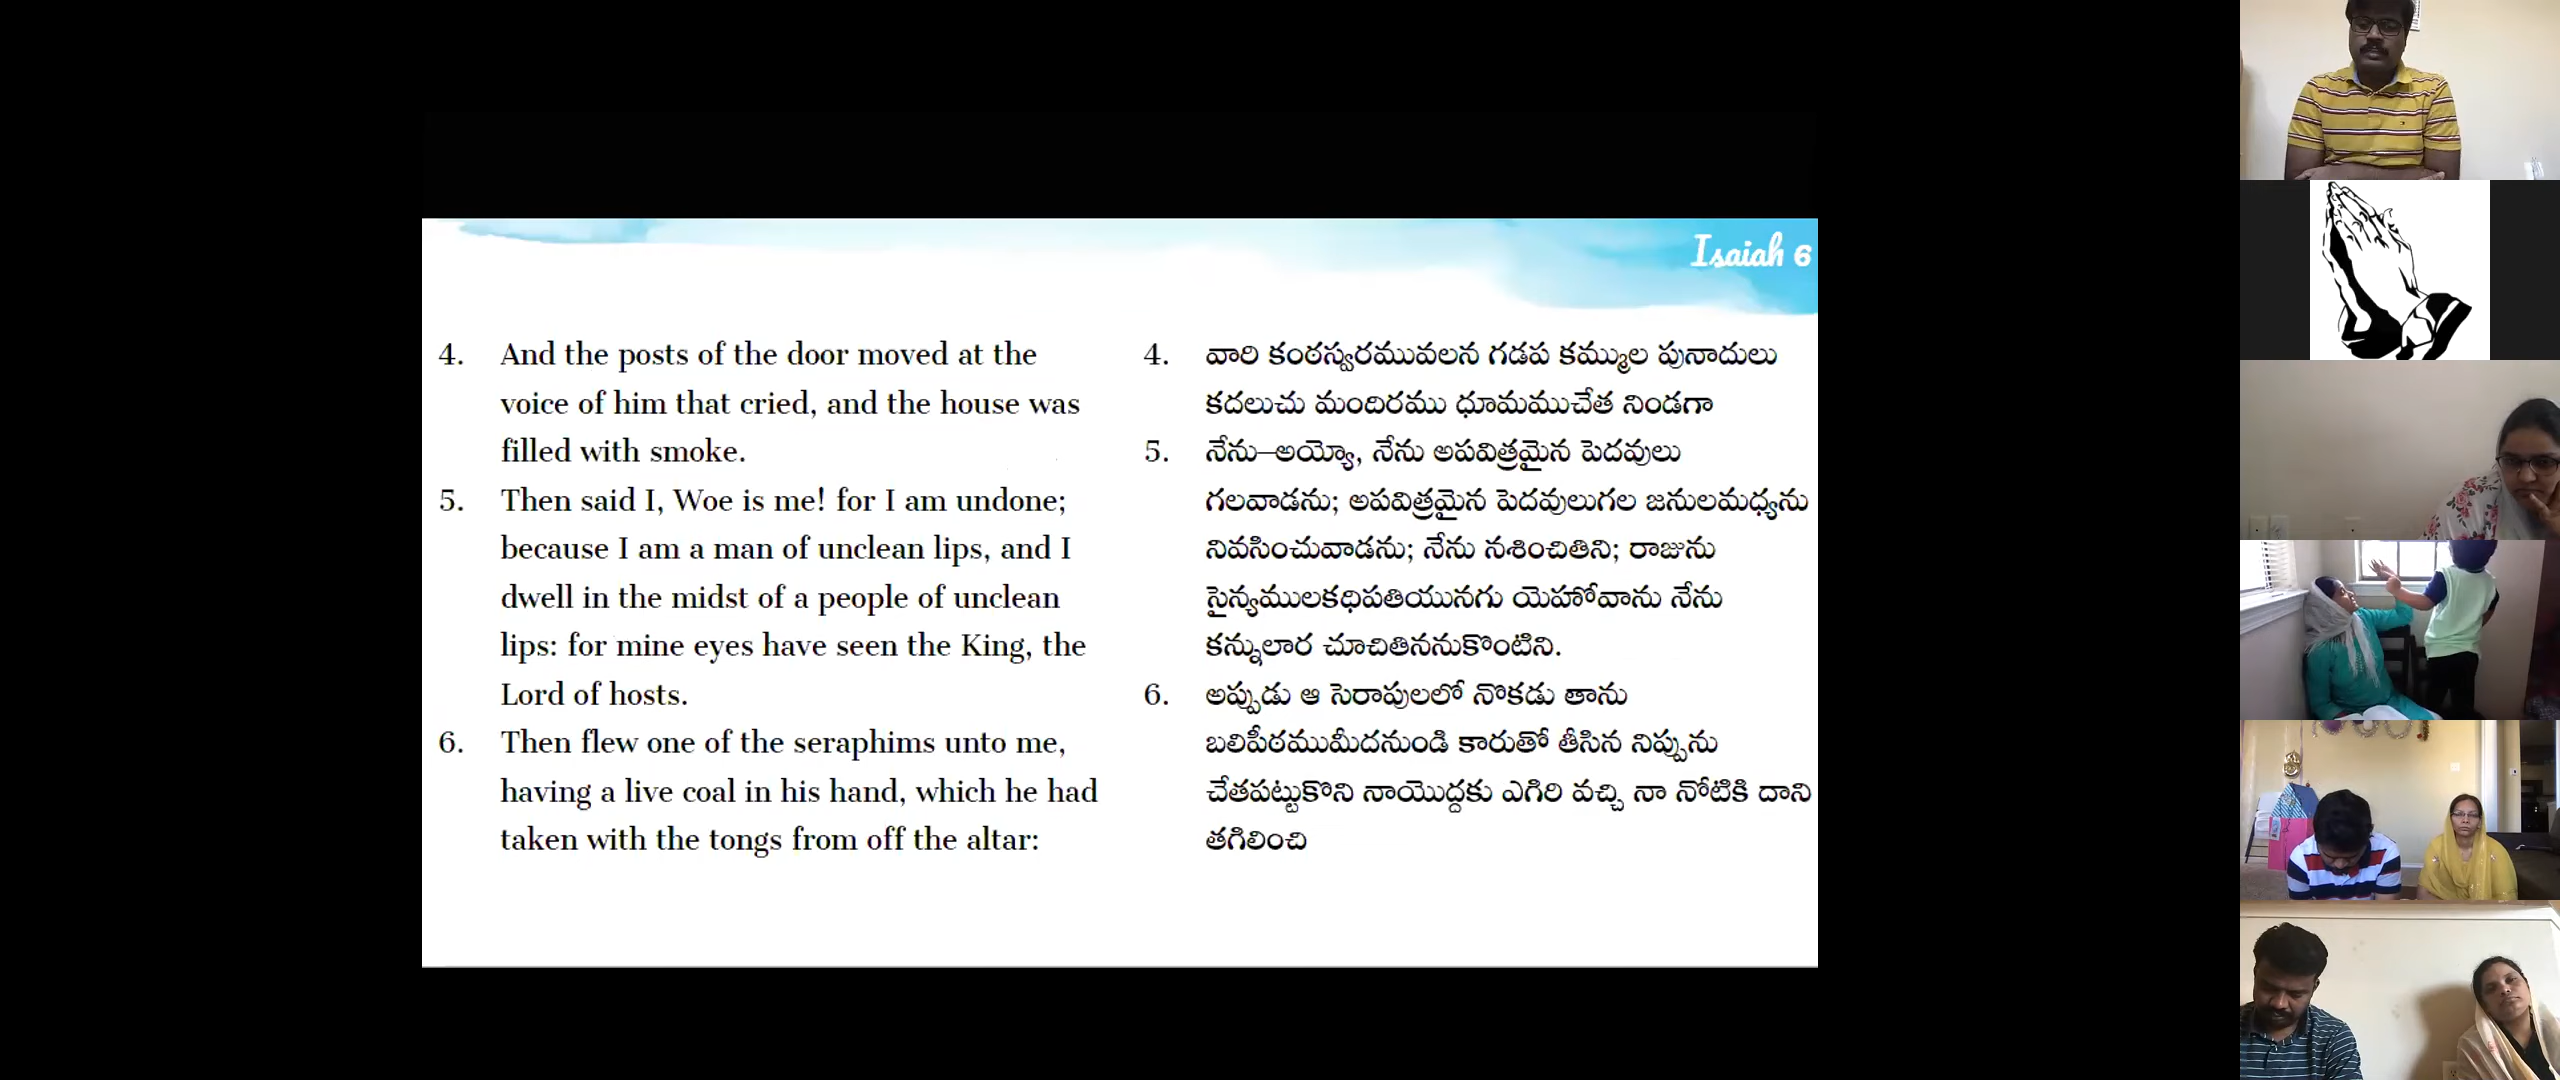 Isaiah 6
4. And the posts of the door moved at the
voice of him that cried, and the house was
filled with smoke.
5. Then said I, Woe is me! for I am undone;
because I am a man of unclean lips, and I
dwell in the midst of a people of unclean
lips: for mine eyes have seen the King, the
Lord of hosts.
6. Then flew one of the seraphims unto me,
having a live coal in his hand, which he had
taken with the tongs from off the altar:
4. వారి కంఠస్వరమువలన గడప కమ్ముల పునాదులు
కదలుచు మందిరము ధూమముచేత నిండగా
5. నేను–అయ్యో, నేను అపవిత్రమైన పెదవులు
గలవాడను; అపవిత్రమైన పెదవులుగల జనులమధ్యను
నివసించువాడను; నేను నశించితిని; రాజును
సైన్యములకధిపతియునగు యెహోవాను నేను
కన్నులార చూచితిననుకొంటిని.
6. అప్పుడు ఆ సెరాపులలో నొకడు తాను
బలిపీఠముమీదనుండి కారుతో తీసిన నిప్పును
చేతపట్టుకొని నాయొద్దకు ఎగిరి వచ్చి నా నోటికి దాని
తగిలించి